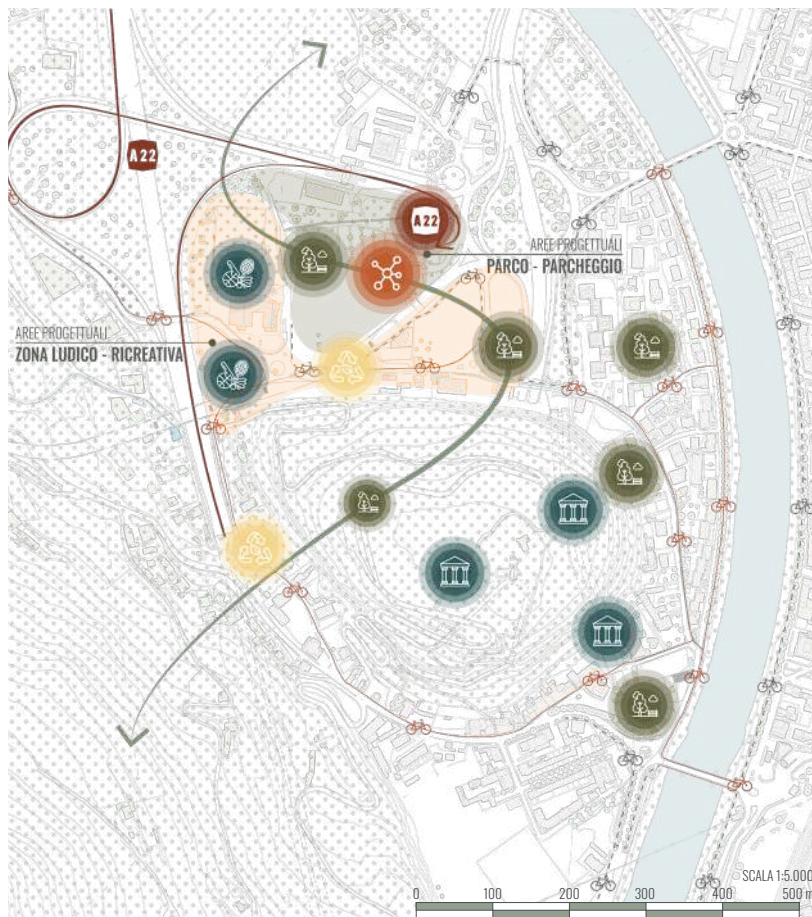 A22
A22
AREE PROGETTUALI
PARCO - PARCHEGGIO
AREE PROGETTUALI
ZONA LUDICO - RICREATIVA
SCALA 1:5.000
0 100 200 300 400 500 m